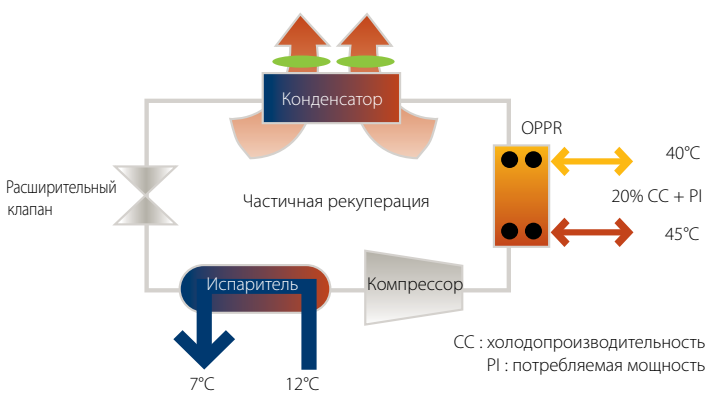 Конденсатор
OPPR
40°C
Расширительный
клапан
Частичная рекуперация
20% CC + PI
45°C
Испаритель
Компрессор
CC : холодопроизводительность
PI : потребляемая мощность
7°C
12°C